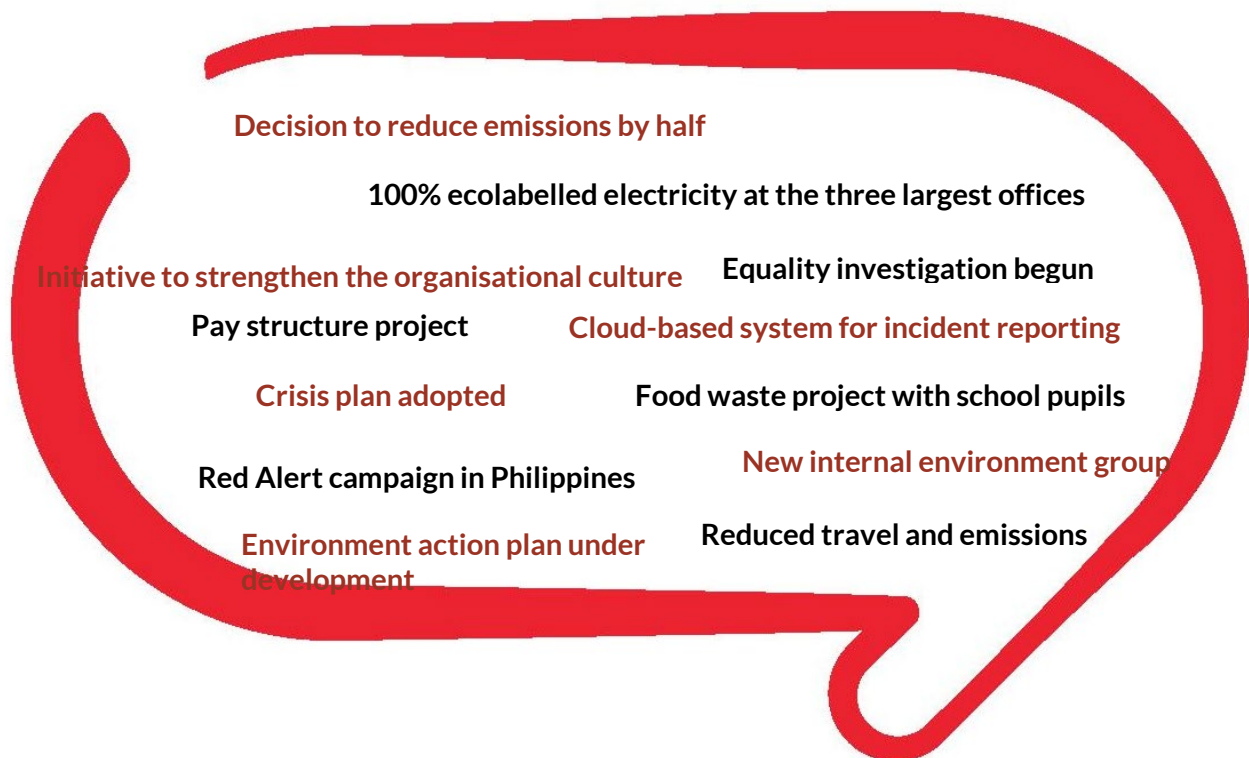 Decision to reduce emissions by half
100% ecolabelled electricity at the three largest offices
Initiative to strengthen the organisational culture
Equality investigation begun
Pay structure project
Cloud-based system for incident reporting
Crisis plan adopted
Food waste project with school pupils
New internal environment group
Red Alert campaign in Philippines
Environment action plan under
development
Reduced travel and emissions